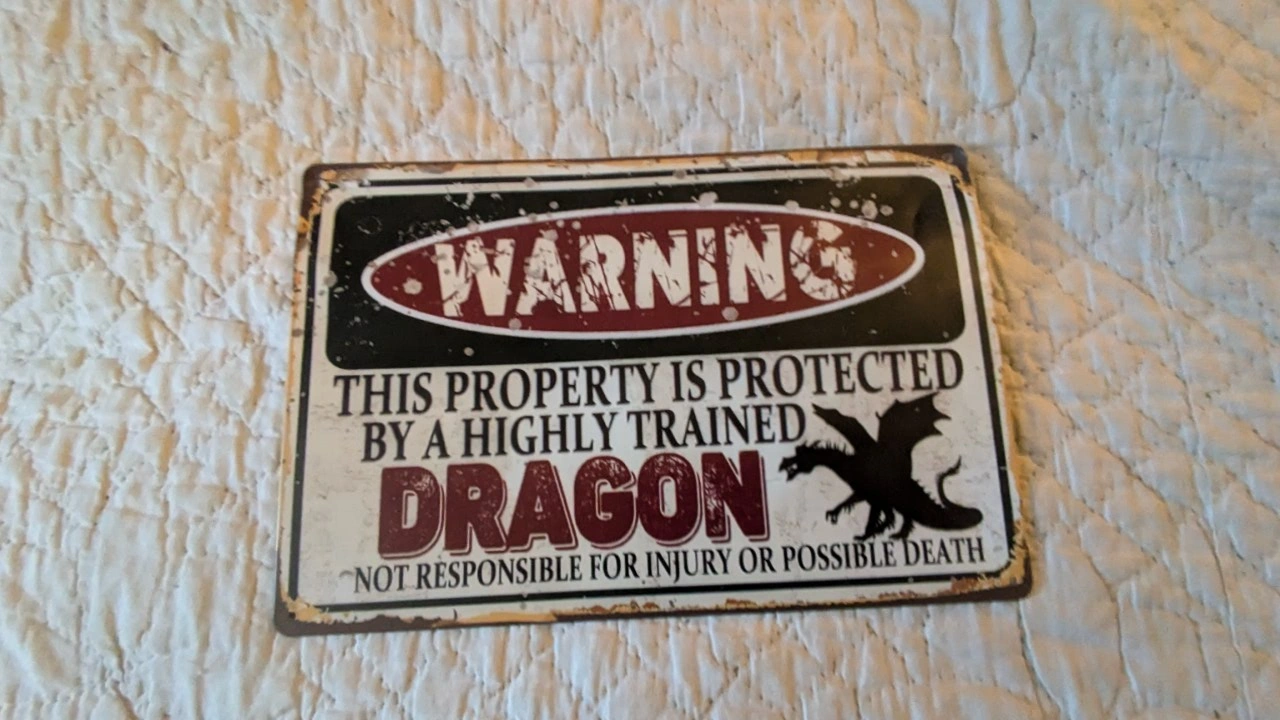 WARNING
THIS PROPERTY IS PROTECTED
BY A HIGHLY TRAINED
DRAGON
NOT RESPONSIBLE FOR INJURY OR POSSIBLE DEATH